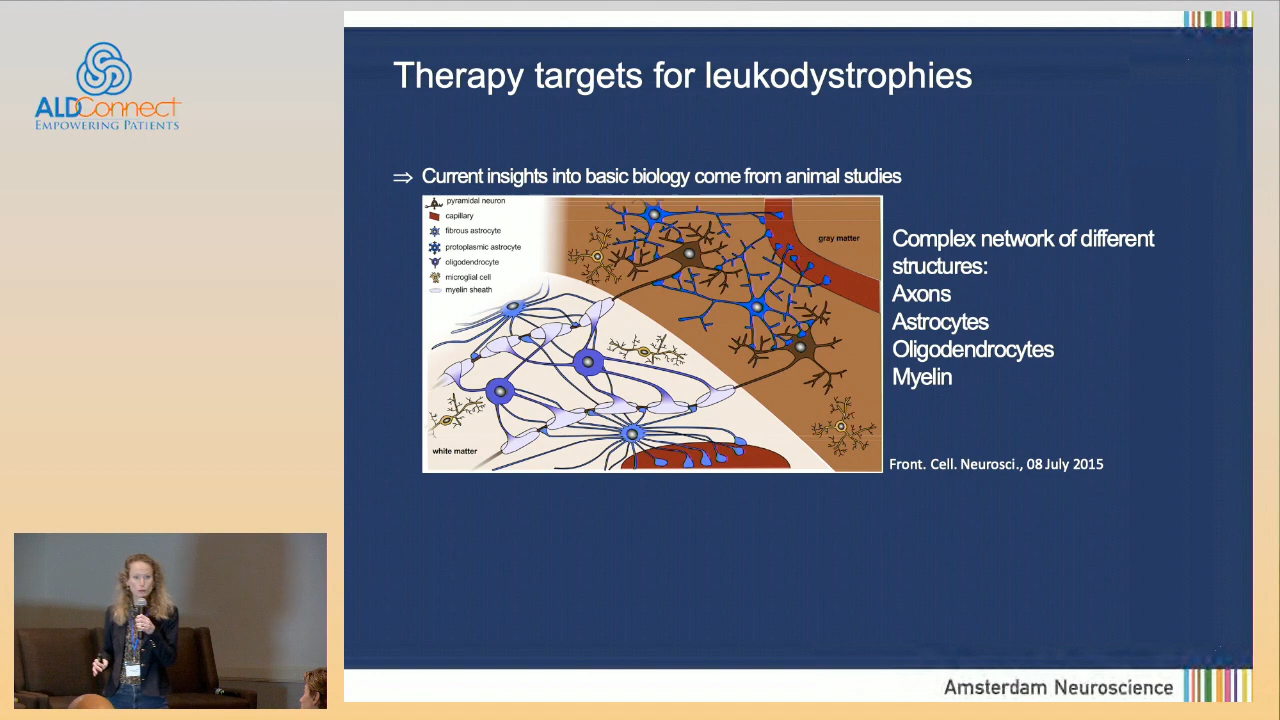 ALDConnect
EMPOWERING PATIENTS
Therapy targets for leukodystrophies
⇒ Current insights into basic biology come from animal studies
pyramidal neuron
capillary
fibrous astrocyte
protoplasmic astrocyte
oligodendrocyte
microglial cell
myelin sheath
gray matter
white matter
Complex network of different
structures:
Axons
Astrocytes
Oligodendrocytes
Myelin
Front. Cell. Neurosci., 08 July 2015
Amsterdam Neuroscience